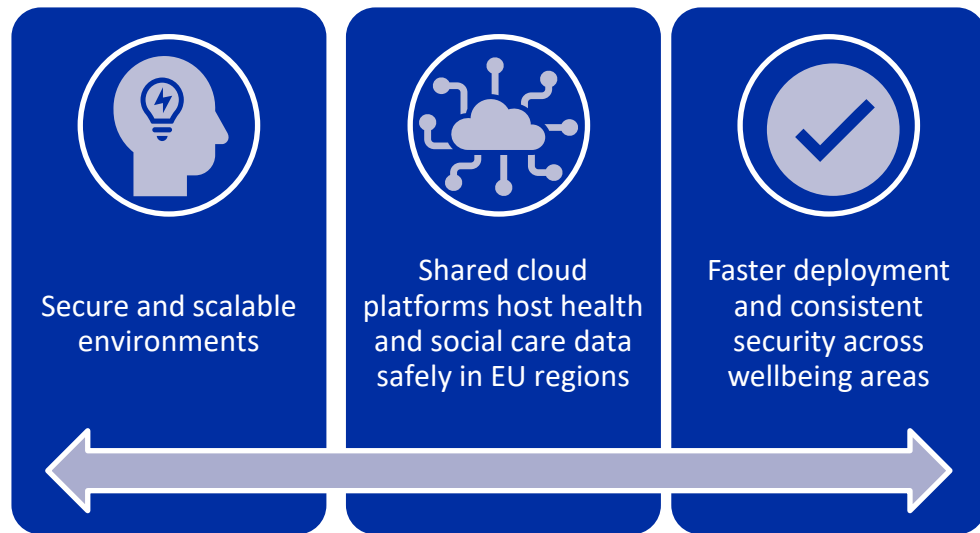 Secure and scalable
environments
Shared cloud
platforms host health
and social care data
safely in EU regions
Faster deployment
and consistent
security across
wellbeing areas